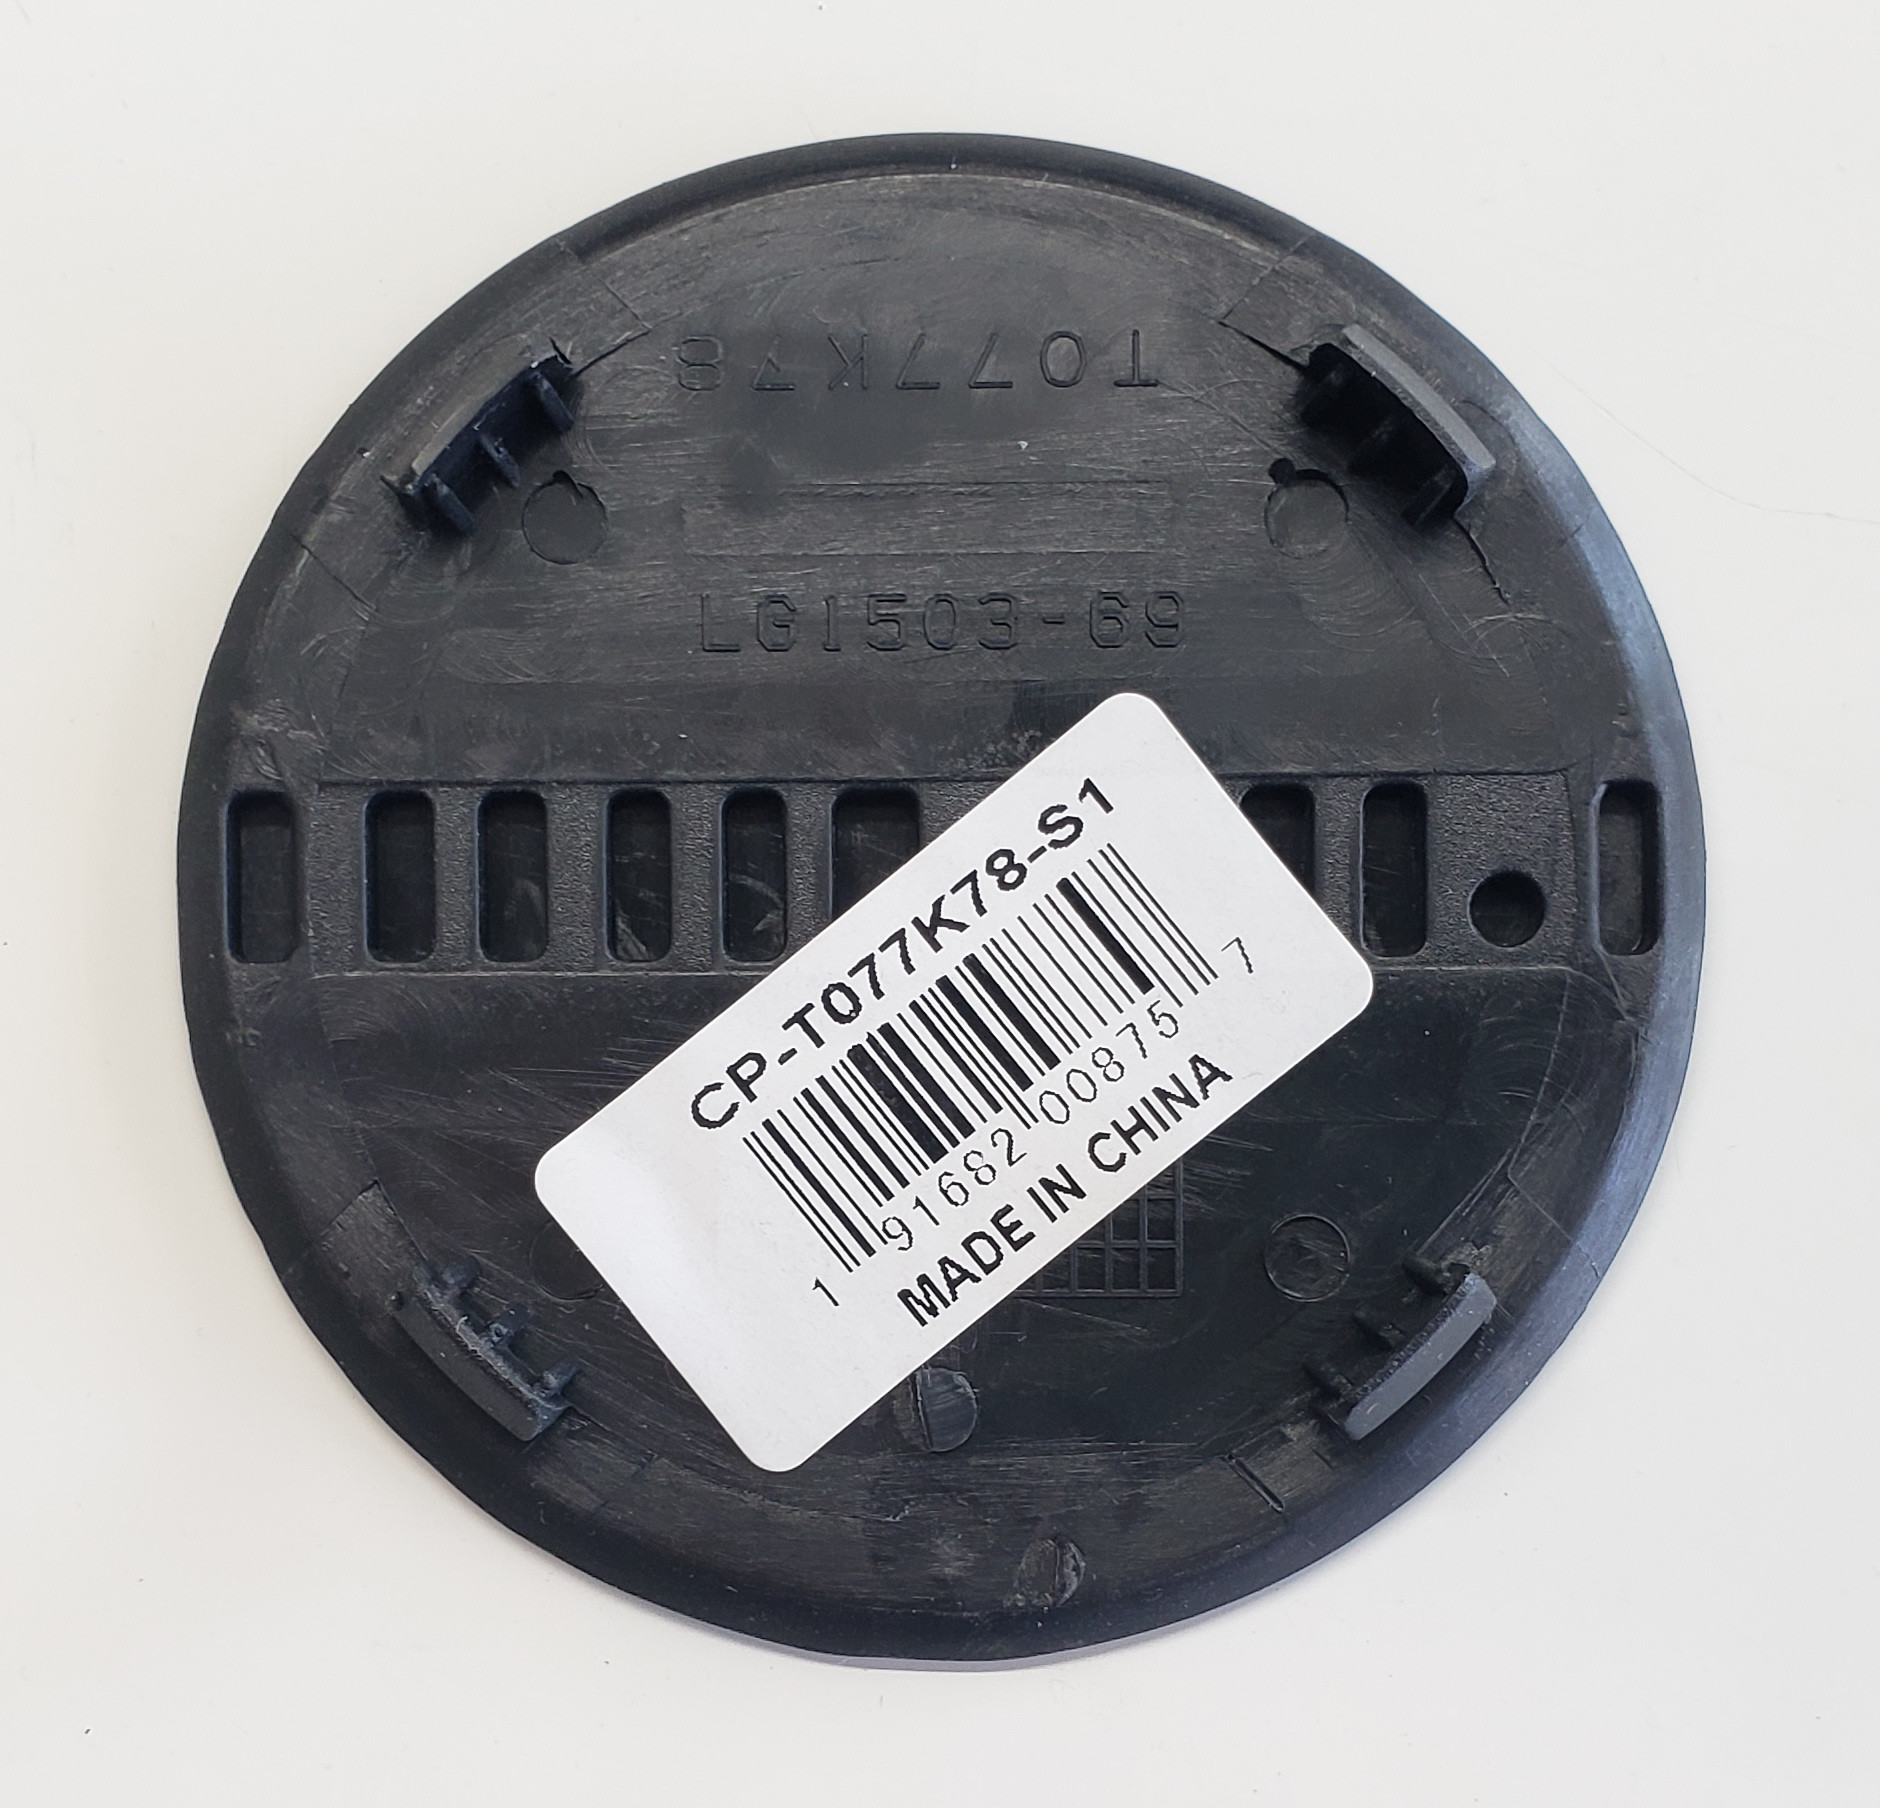 T077K78
LG1503-69
CP-T077K78-S1
1 91682 00875 7
MADE IN CHINA